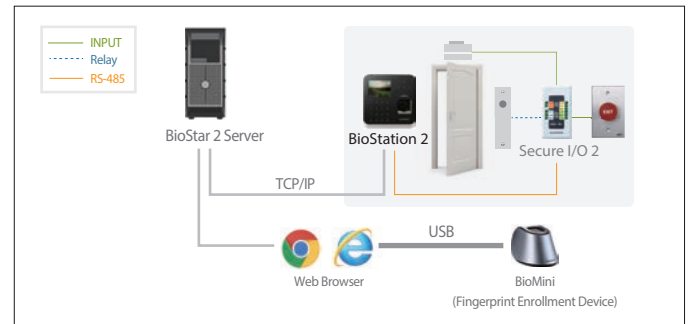 INPUT
Relay
RS-485
BioStar 2 Server
BioStation 2
Secure I/O 2
EXIT
TCP/IP
USB
Web Browser
BioMini
(Fingerprint Enrollment Device)